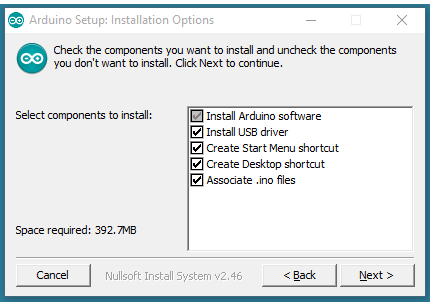 Arduino Setup: Installation Options
Check the components you want to install and uncheck the components
you don't want to install. Click Next to continue.
Select components to install:
Install Arduino software
Install USB driver
Create Start Menu shortcut
Create Desktop shortcut
Associate .ino files
Space required: 392.7MB
Cancel
Nullsoft Install System v2.46
< Back
Next >